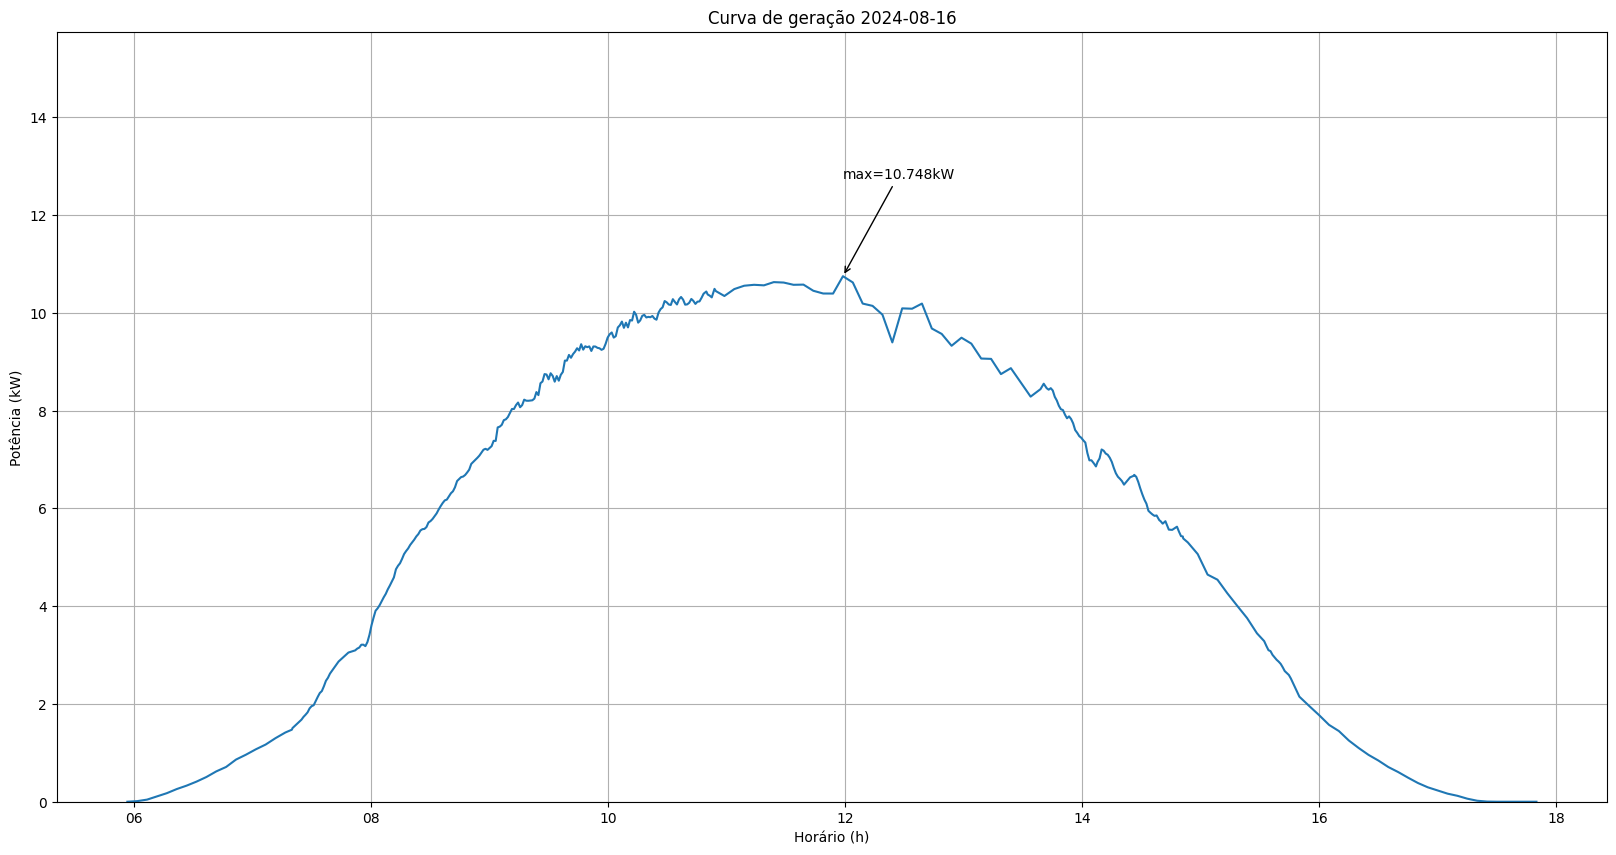 Curva de geração 2024-08-16
14
max=10.748kW
12
10
8
6
4
2
0
Potência (kW)
06 08 10 12 14 16 18
Horário (h)